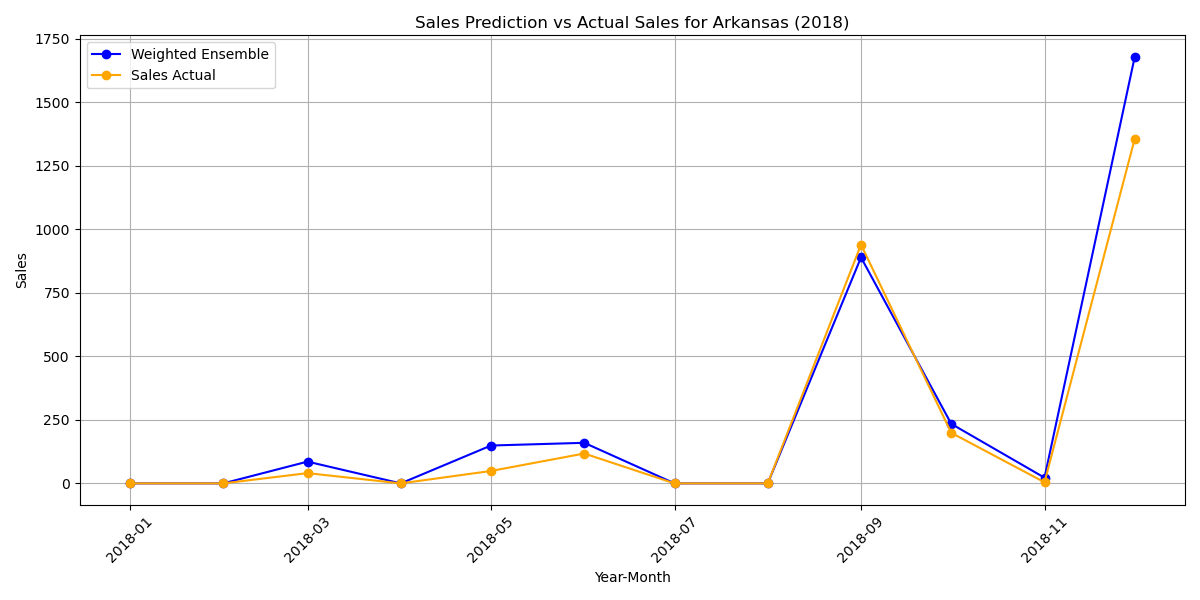 Sales Prediction vs Actual Sales for Arkansas (2018)
Weighted Ensemble
Sales Actual
1750
1500
1250
1000
750
500
250
0
Sales
2018-01
2018-03
2018-05
2018-07
2018-09
2018-11
Year-Month